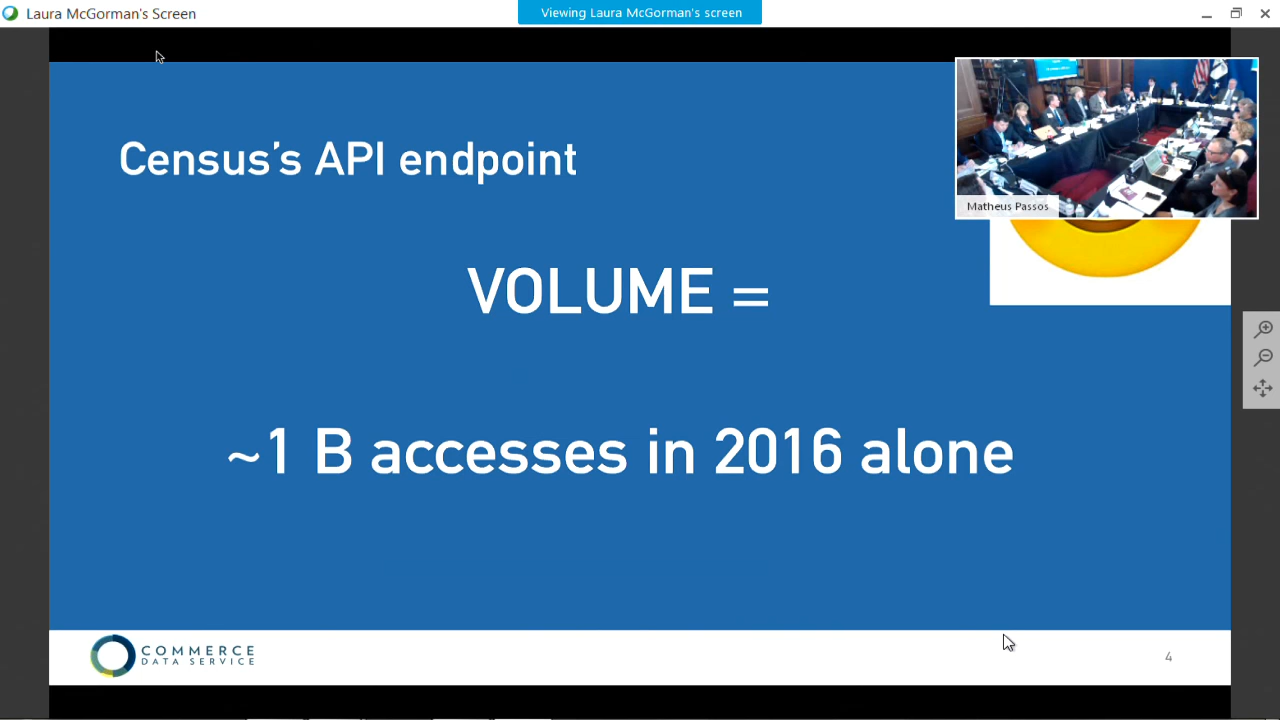 Laura McGorman's Screen
Viewing Laura McGorman's screen
Matheus Passos
Census's API endpoint
VOLUME =
~1 B accesses in 2016 alone
COMMERCE
DATA SERVICE
4